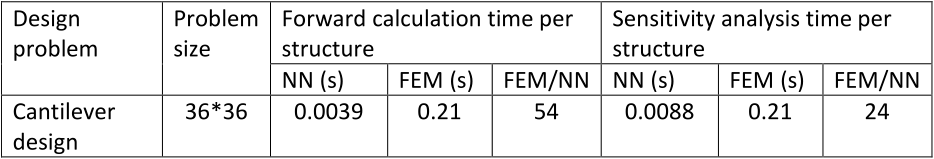 Design problem Problem size Forward calculation time per structure Sensitivity analysis time per structure
NN (s) FEM (s) FEM/NN NN (s) FEM (s) FEM/NN
Cantilever design 36*36 0.0039 0.21 54 0.0088 0.21 24